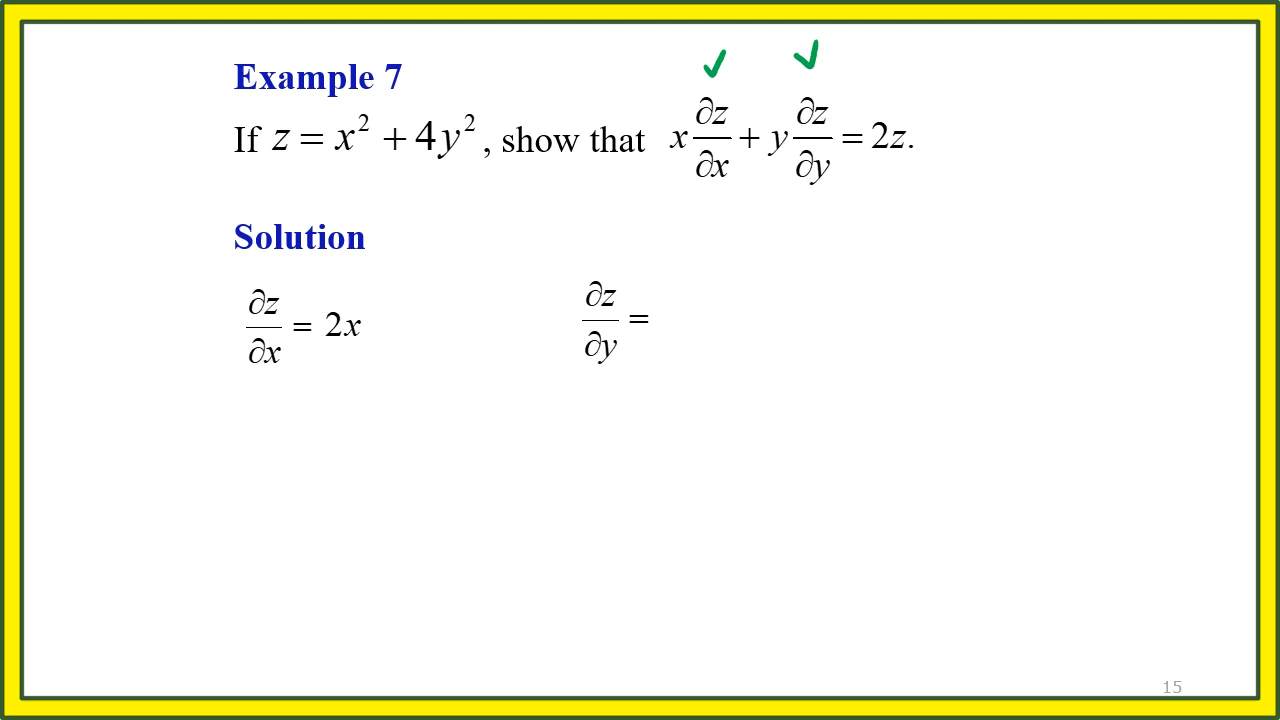 Example 7
If z = x² + 4y², show that x ∂z/∂x + y ∂z/∂y = 2z.
Solution
∂z/∂x = 2x    ∂z/∂y =
15